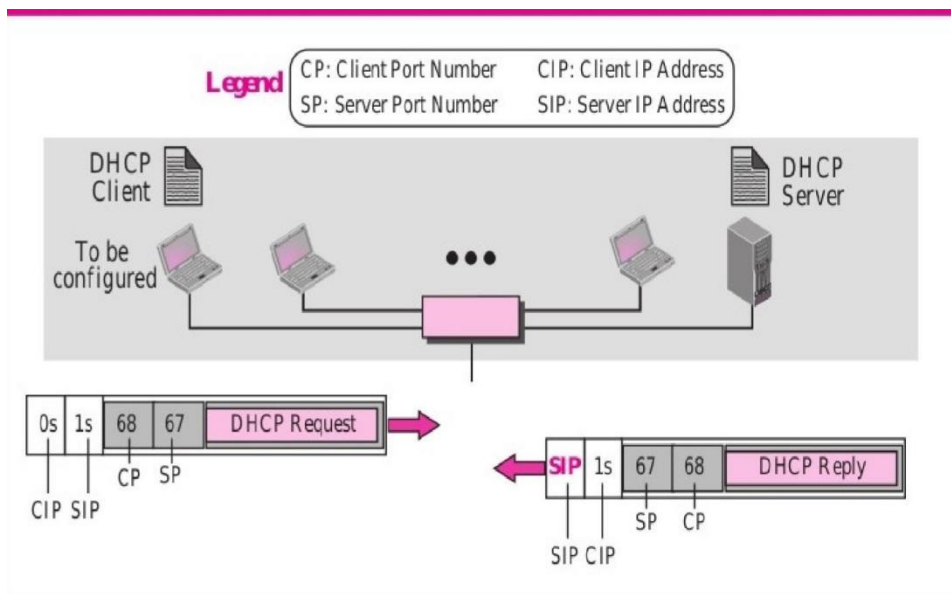 Legend
CP: Client Port Number CIP: Client IP Address
SP: Server Port Number SIP: Server IP Address
DHCP
Client
DHCP
Server
To be
configured
0s 1s 68 67 DHCP Request
CP SP
CIP SIP
SIP 1s 67 68 DHCP Reply
SP CP
SIP CIP